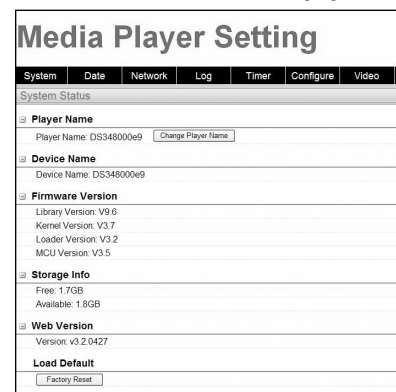 Media Player Setting
System Date Network Log Timer Configure Video
System Status
Player Name
Player Name: DS348000e9 Change Player Name
Device Name
Device Name: DS348000e9
Firmware Version
Library Version: V9.6
Kernel Version: V3.7
Loader Version: V3.2
MCU Version: V3.5
Storage Info
Free: 1.7GB
Available: 1.8GB
Web Version
Version: v3.2.0427
Load Default
Factory Reset